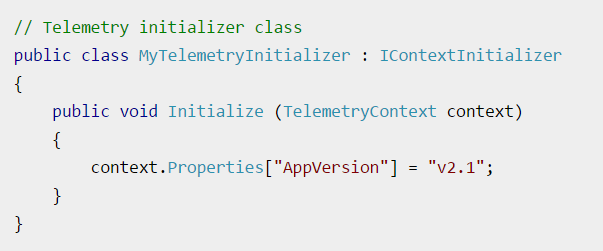 // Telemetry initializer class
public class MyTelemetryInitializer : IContextInitializer
{
    public void Initialize (TelemetryContext context)
    {
        context.Properties["AppVersion"] = "v2.1";
    }
}